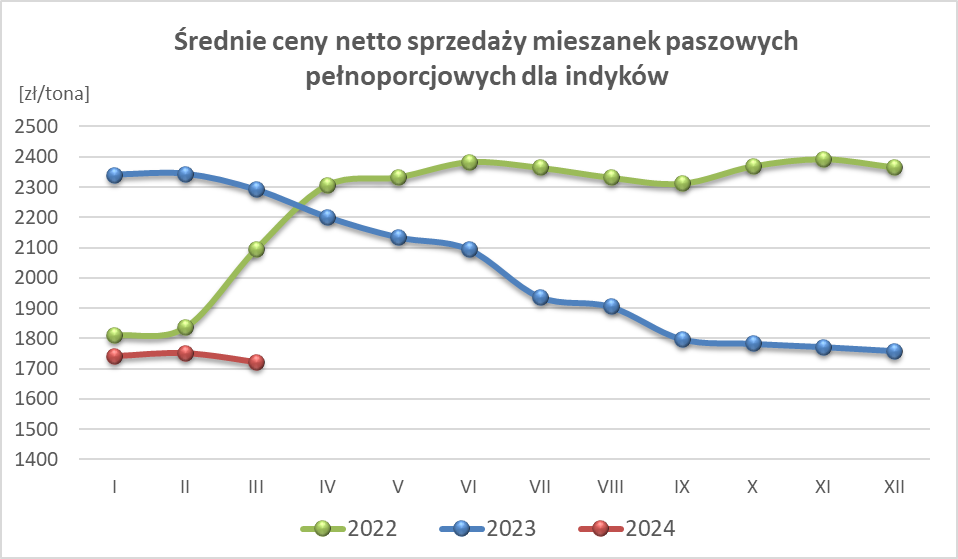 Średnie ceny netto sprzedaży mieszanek paszowych
pełnoporcjowych dla indyków
[zł/tona]
2500
2400
2300
2200
2100
2000
1900
1800
1700
1600
1500
1400
I II III IV V VI VII VIII IX X XI XII
2022 2023 2024